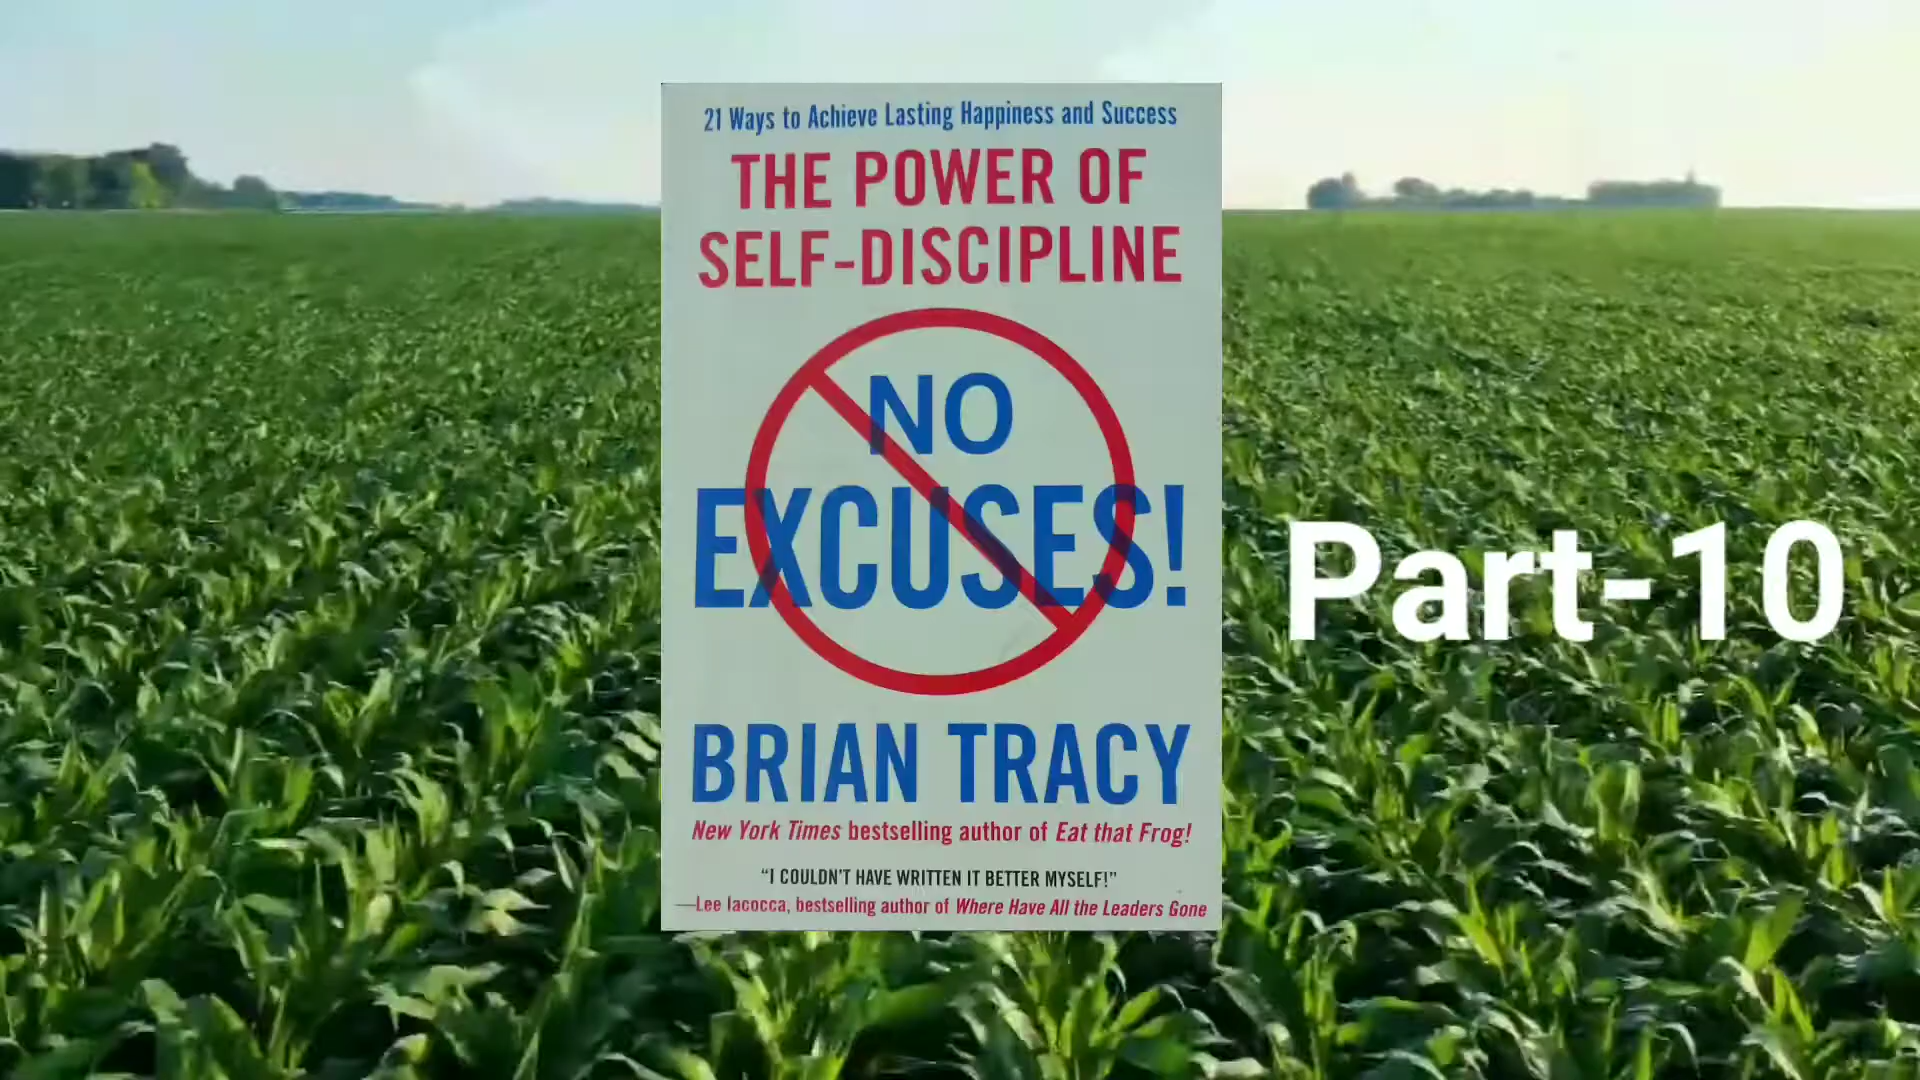 21 Ways to Achieve Lasting Happiness and Success
THE POWER OF
SELF-DISCIPLINE
NO
EXCUSES!
Part-10
BRIAN TRACY
New York Times bestselling author of Eat that Frog!
“I COULDN'T HAVE WRITTEN IT BETTER MYSELF!”
—Lee Iacocca, bestselling author of Where Have All the Leaders Gone